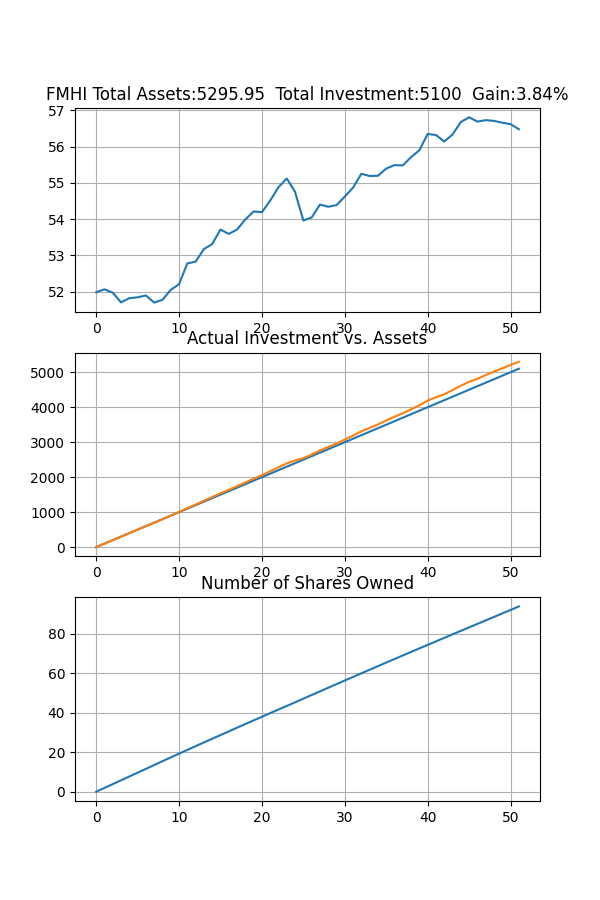 FMHI Total Assets:5295.95  Total Investment:5100  Gain:3.84%
57
56
55
54
53
52
0 10 20 30 40 50
Actual Investment vs. Assets
5000
4000
3000
2000
1000
0
0 10 20 30 40 50
Number of Shares Owned
80
60
40
20
0
0 10 20 30 40 50